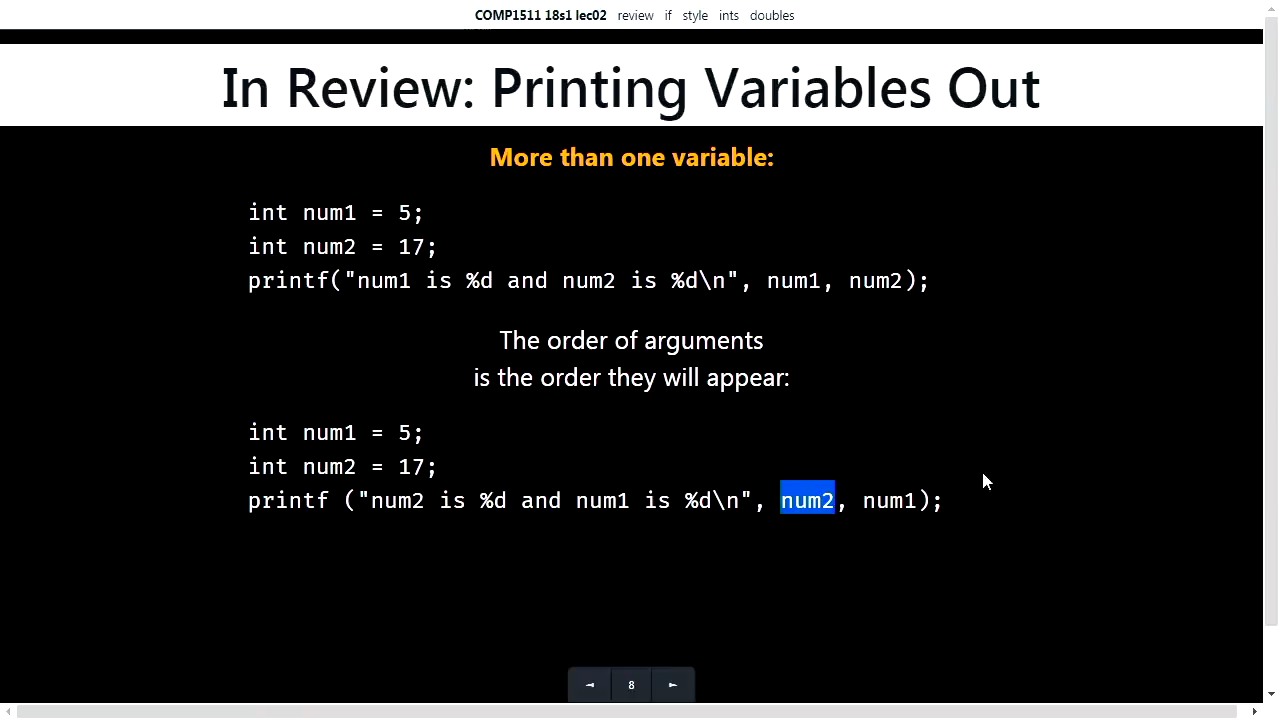 COMP1511 18s1 lec02 review if style ints doubles
In Review: Printing Variables Out
More than one variable:
int num1 = 5;
int num2 = 17;
printf("num1 is %d and num2 is %d\n", num1, num2);
The order of arguments
is the order they will appear:
int num1 = 5;
int num2 = 17;
printf ("num2 is %d and num1 is %d\n", num2, num1);
8